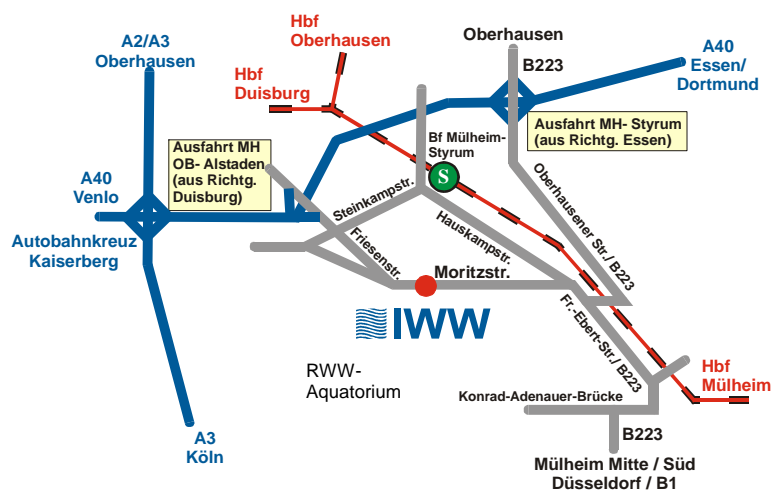 A2/A3
Oberhausen
Hbf
Oberhausen
Hbf
Duisburg
Oberhausen
B223
A40
Essen/
Dortmund
Ausfahrt MH
OB- Alstaden
(aus Richtg.
Duisburg)
Bf Mülheim-
Styrum
S
Ausfahrt MH- Styrum
(aus Richtg. Essen)
A40
Venlo
Autobahnkreuz
Kaiserberg
Steinkampstr.
Friesenstr.
Hauskampstr.
Oberhausener Str./ B223
Moritzstr.
IWW
RWW-
Aquatorium
Fr.-Ebert-Str./ B223
Hbf
Mülheim
Konrad-Adenauer-Brücke
A3
Köln
B223
Mülheim Mitte / Süd
Düsseldorf / B1